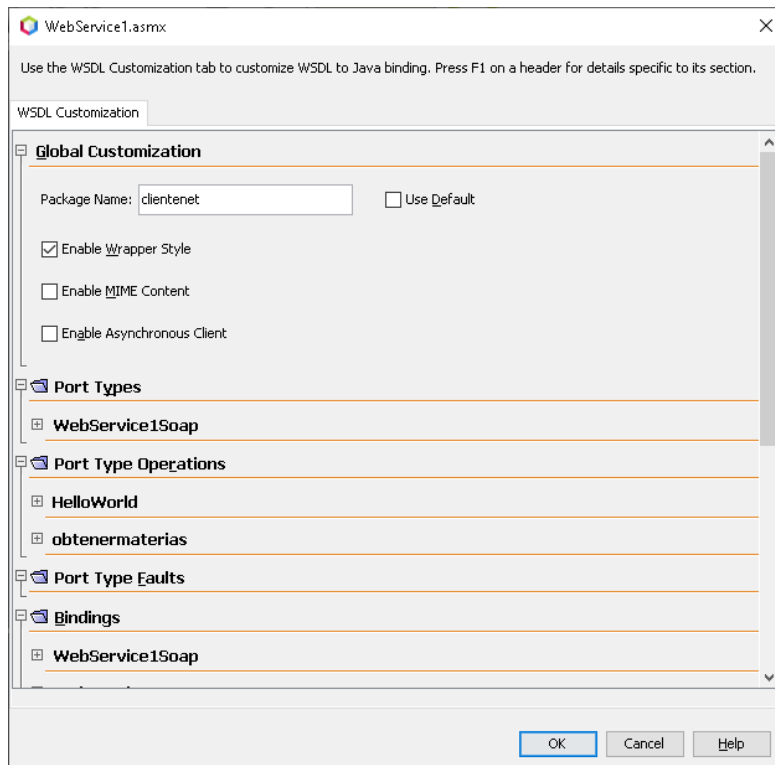 WebService1.asmx
Use the WSDL Customization tab to customize WSDL to Java binding. Press F1 on a header for details specific to its section.
WSDL Customization
Global Customization
Package Name: clientenet Use Default
Enable Wrapper Style
Enable MIME Content
Enable Asynchronous Client
Port Types
WebService1Soap
Port Type Operations
HelloWorld
obtenermaterias
Port Type Faults
Bindings
WebService1Soap
OK Cancel Help